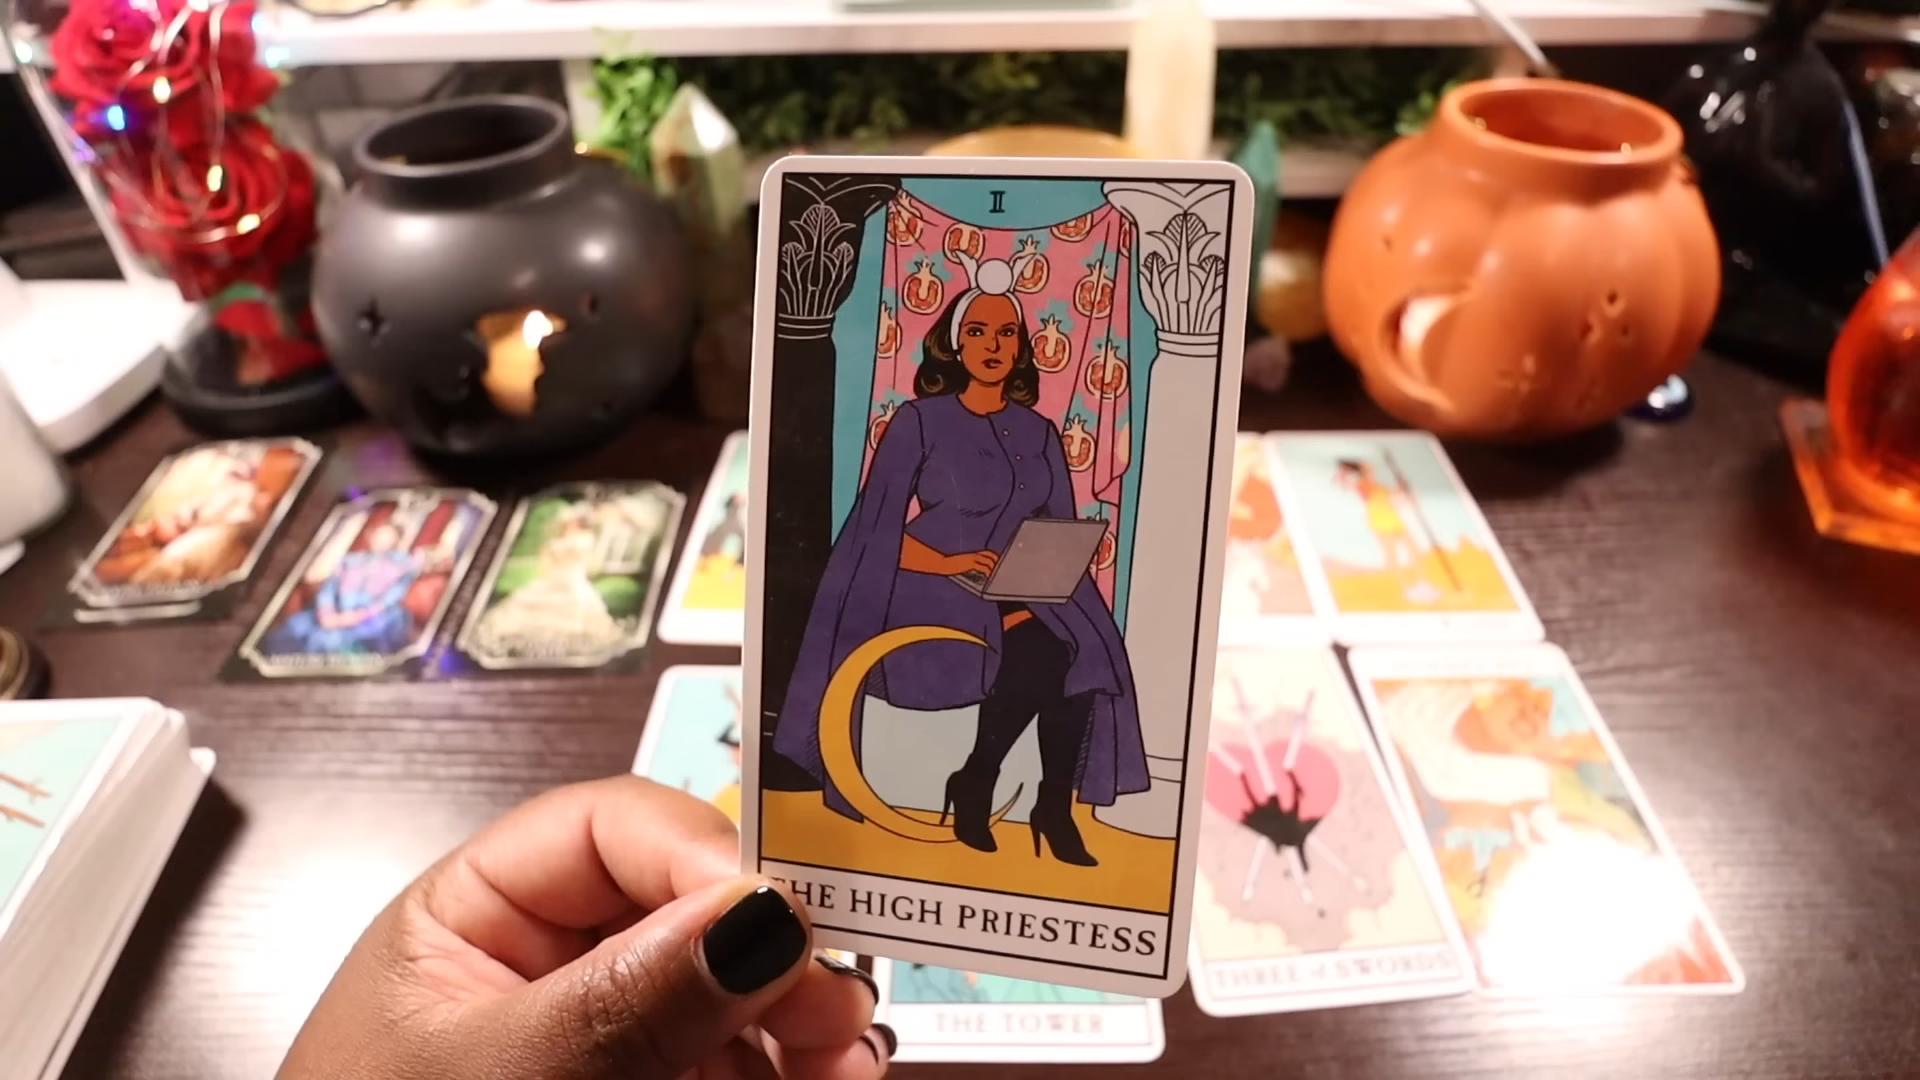 II
THE HIGH PRIESTESS
THREE of SWORDS
THE TOWER